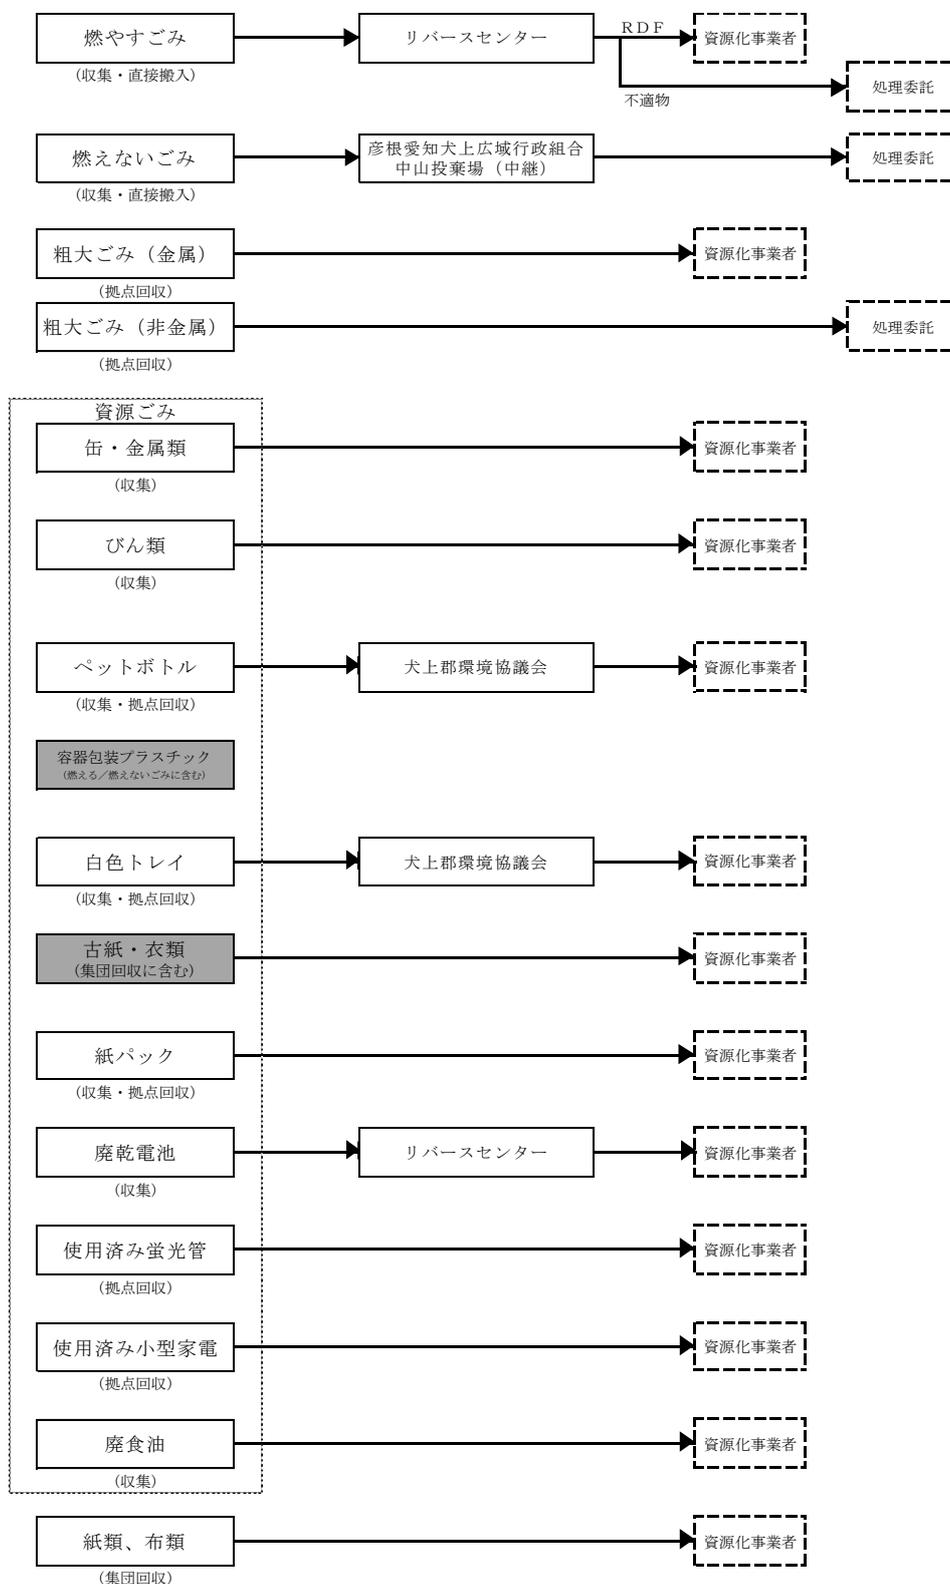 燃やすごみ
(収集・直接搬入)
リバースセンター
RDF
資源化事業者
不適物
処理委託
燃えないごみ
(収集・直接搬入)
彦根愛知犬上広域行政組合
中山投棄場(中継)
処理委託
粗大ごみ(金属)
(拠点回収)
資源化事業者
粗大ごみ(非金属)
(拠点回収)
処理委託
資源ごみ
缶・金属類
(収集)
資源化事業者
びん類
(収集)
資源化事業者
ペットボトル
(収集・拠点回収)
犬上郡環境協議会
資源化事業者
容器包装プラスチック
(燃える/燃えないごみに含む)
白色トレイ
(収集・拠点回収)
犬上郡環境協議会
資源化事業者
古紙・衣類
(集団回収に含む)
資源化事業者
紙パック
(収集・拠点回収)
資源化事業者
廃乾電池
(収集)
リバースセンター
資源化事業者
使用済み蛍光管
(拠点回収)
資源化事業者
使用済み小型家電
(拠点回収)
資源化事業者
廃食油
(収集)
資源化事業者
紙類、布類
(集団回収)
資源化事業者